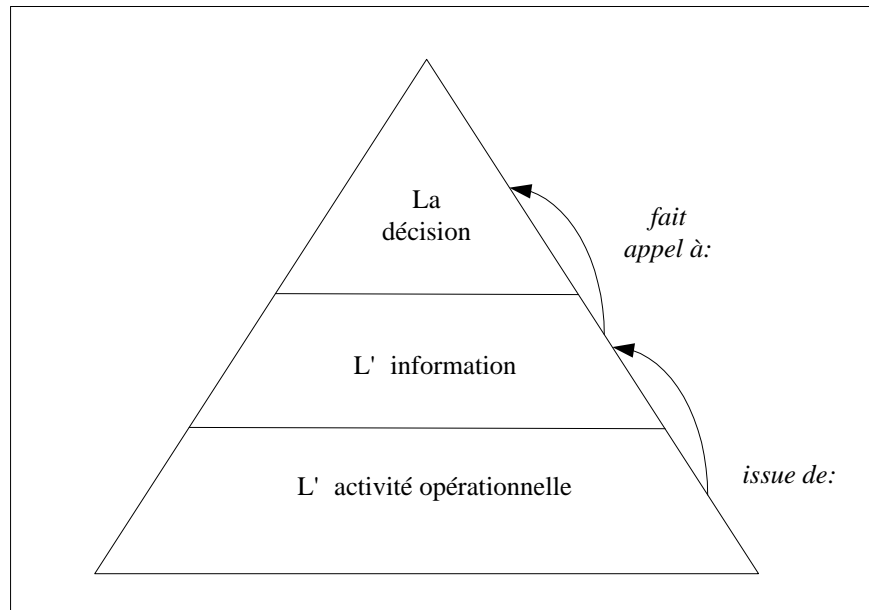 La
décision
fait
appel à:
L' information
issue de:
L' activité opérationnelle